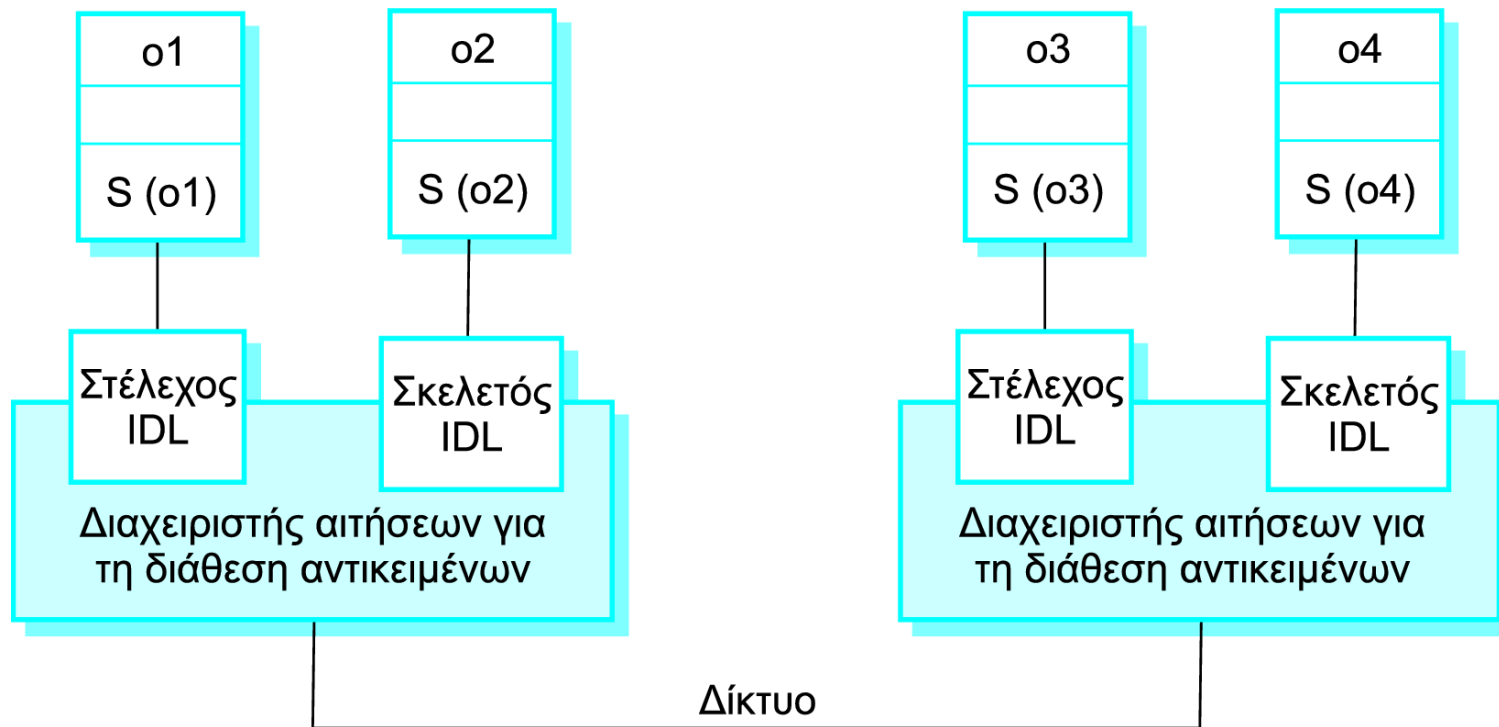 o1
o2
o3
o4
S (o1)
S (o2)
S (o3)
S (o4)
Στέλεχος
IDL
Σκελετός
IDL
Στέλεχος
IDL
Σκελετός
IDL
Διαχειριστής αιτήσεων για
τη διάθεση αντικειμένων
Διαχειριστής αιτήσεων για
τη διάθεση αντικειμένων
Δίκτυο